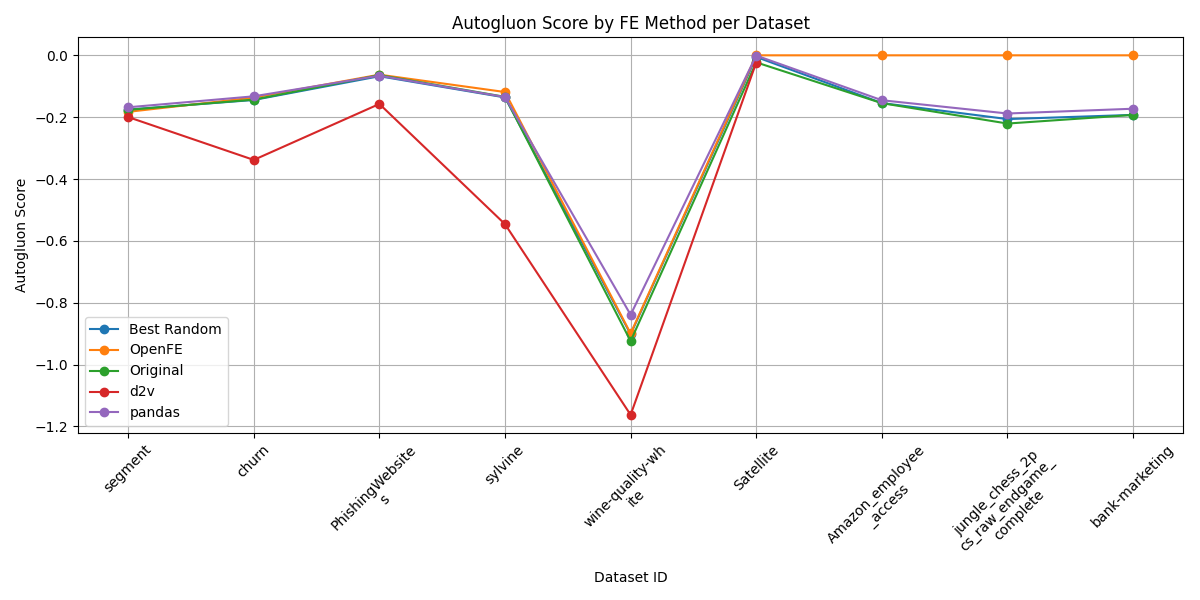 Autogluon Score by FE Method per Dataset
Autogluon Score
0.0
−0.2
−0.4
−0.6
−0.8
−1.0
−1.2
Best Random
OpenFE
Original
d2v
pandas
segment
churn
PhishingWebsite
s
sylvine
wine-quality-wh
ite
Satellite
Amazon_employee
_access
jungle_chess_2p
cs_raw_endgame_
complete
bank-marketing
Dataset ID